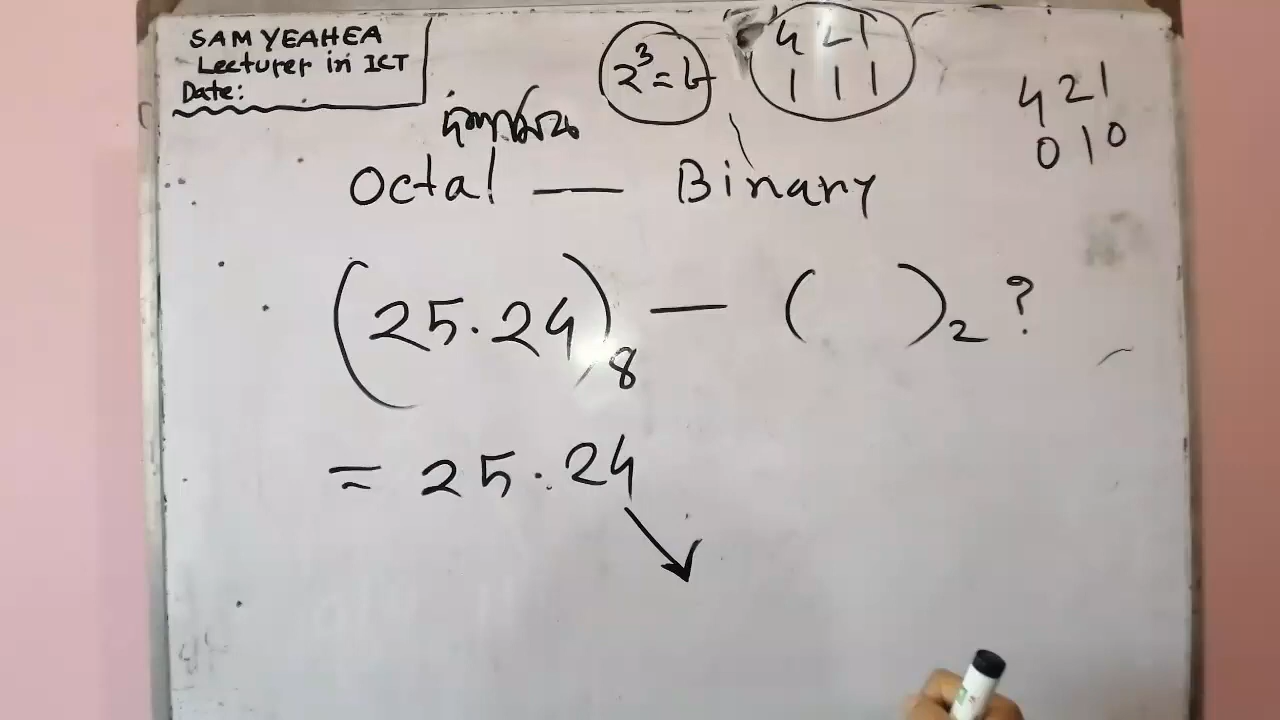 SAM YEAHEA
Lecturer in ICT
Date:
2³ =
4 2 1
1 1 1
4 2 1
0 1 0
Octal — Binary
(25.24)₈ — ( )₂ ?
= 25.24